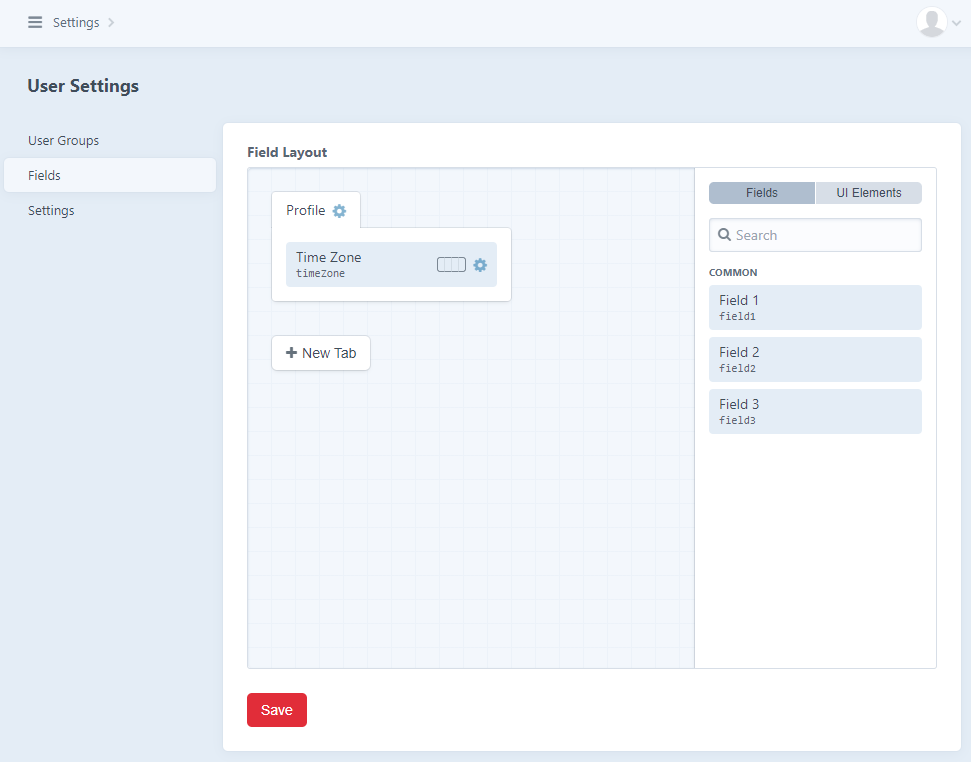 Settings
User Settings
User Groups
Fields
Settings
Field Layout
Profile
Time Zone
timeZone
+ New Tab
Fields
UI Elements
Search
COMMON
Field 1
field1
Field 2
field2
Field 3
field3
Save